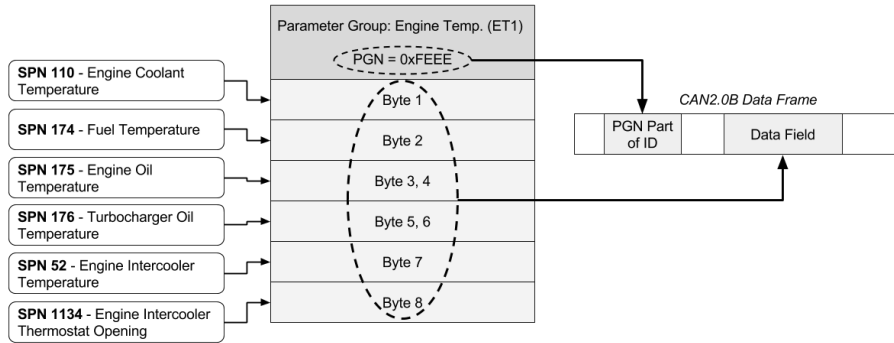 Parameter Group: Engine Temp. (ET1)
PGN = 0xFEEE
SPN 110 - Engine Coolant
Temperature
Byte 1
SPN 174 - Fuel Temperature
Byte 2
SPN 175 - Engine Oil
Temperature
Byte 3, 4
SPN 176 - Turbocharger Oil
Temperature
Byte 5, 6
SPN 52 - Engine Intercooler
Temperature
Byte 7
SPN 1134 - Engine Intercooler
Thermostat Opening
Byte 8
CAN2.0B Data Frame
PGN Part
of ID
Data Field